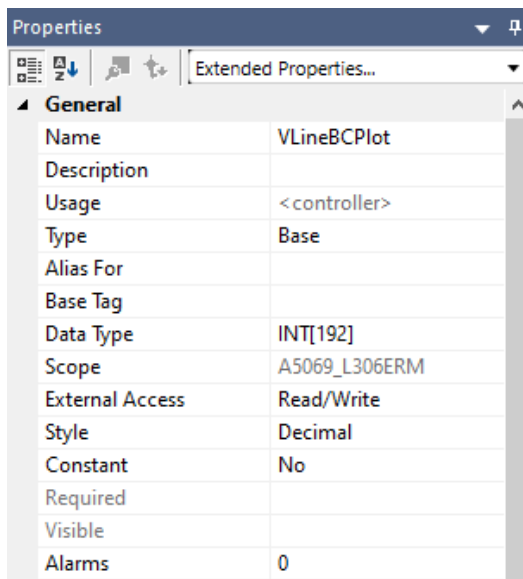 Properties
Extended Properties...
General
Name VLineBCPlot
Description
Usage <controller>
Type Base
Alias For
Base Tag
Data Type INT[192]
Scope A5069_L306ERM
External Access Read/Write
Style Decimal
Constant No
Required
Visible
Alarms 0